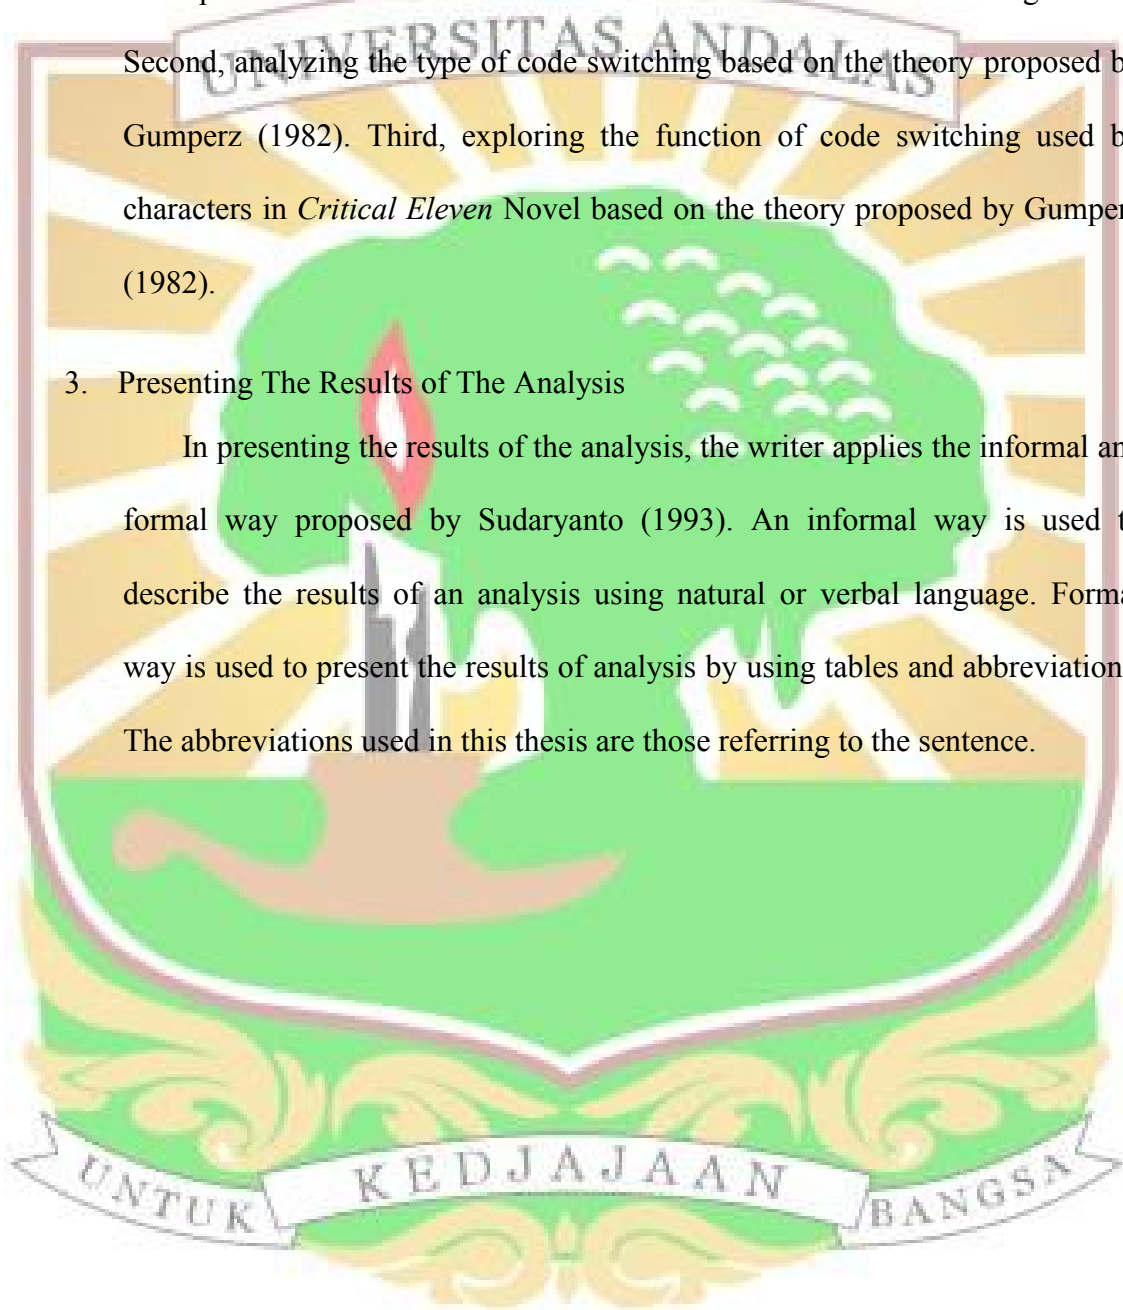 UNIVERSITAS ANDALAS
Second, analyzing the type of code switching based on the theory proposed b
Gumperz (1982). Third, exploring the function of code switching used b
characters in Critical Eleven Novel based on the theory proposed by Gumper
(1982).
3. Presenting The Results of The Analysis
In presenting the results of the analysis, the writer applies the informal an
formal way proposed by Sudaryanto (1993). An informal way is used t
describe the results of an analysis using natural or verbal language. Forma
way is used to present the results of analysis by using tables and abbreviation
The abbreviations used in this thesis are those referring to the sentence.
UNTUK KEDJAJAAN BANGSA